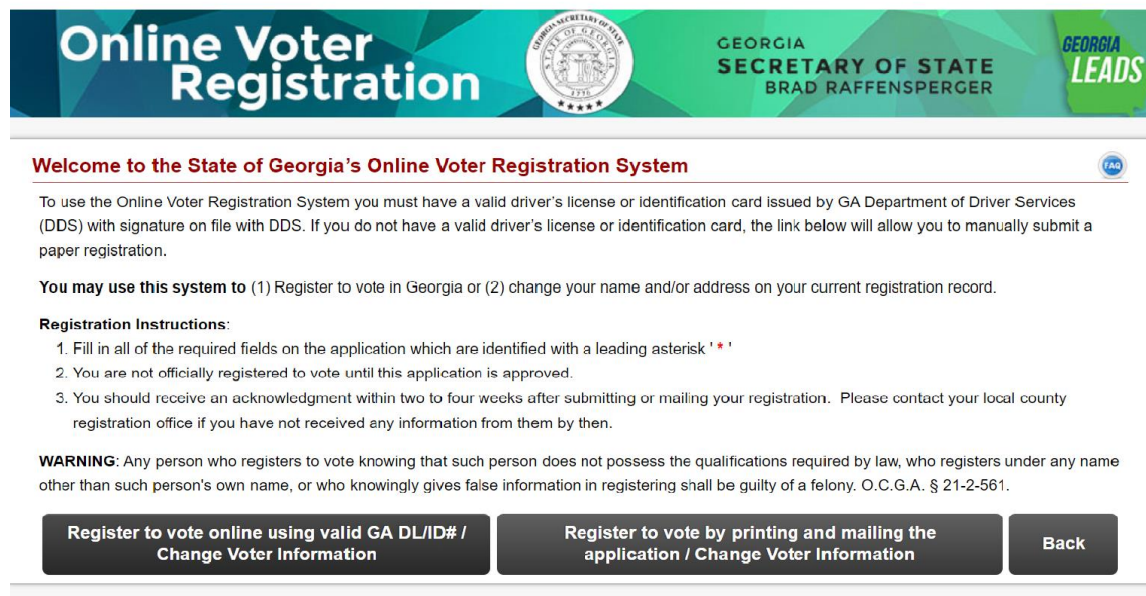 Online Voter
Registration
GEORGIA SECRETARY OF STATE
STATE OF GEORGIA
1776
GEORGIA
SECRETARY OF STATE
BRAD RAFFENSPERGER
GEORGIA
LEADS
Welcome to the State of Georgia's Online Voter Registration System
FAQ
To use the Online Voter Registration System you must have a valid driver's license or identification card issued by GA Department of Driver Services
(DDS) with signature on file with DDS. If you do not have a valid driver's license or identification card, the link below will allow you to manually submit a
paper registration.
You may use this system to (1) Register to vote in Georgia or (2) change your name and/or address on your current registration record.
Registration Instructions:
1. Fill in all of the required fields on the application which are identified with a leading asterisk ' * '
2. You are not officially registered to vote until this application is approved.
3. You should receive an acknowledgment within two to four weeks after submitting or mailing your registration. Please contact your local county
registration office if you have not received any information from them by then.
WARNING: Any person who registers to vote knowing that such person does not possess the qualifications required by law, who registers under any name
other than such person's own name, or who knowingly gives false information in registering shall be guilty of a felony. O.C.G.A. § 21-2-561.
Register to vote online using valid GA DL/ID# /
Change Voter Information
Register to vote by printing and mailing the
application / Change Voter Information
Back